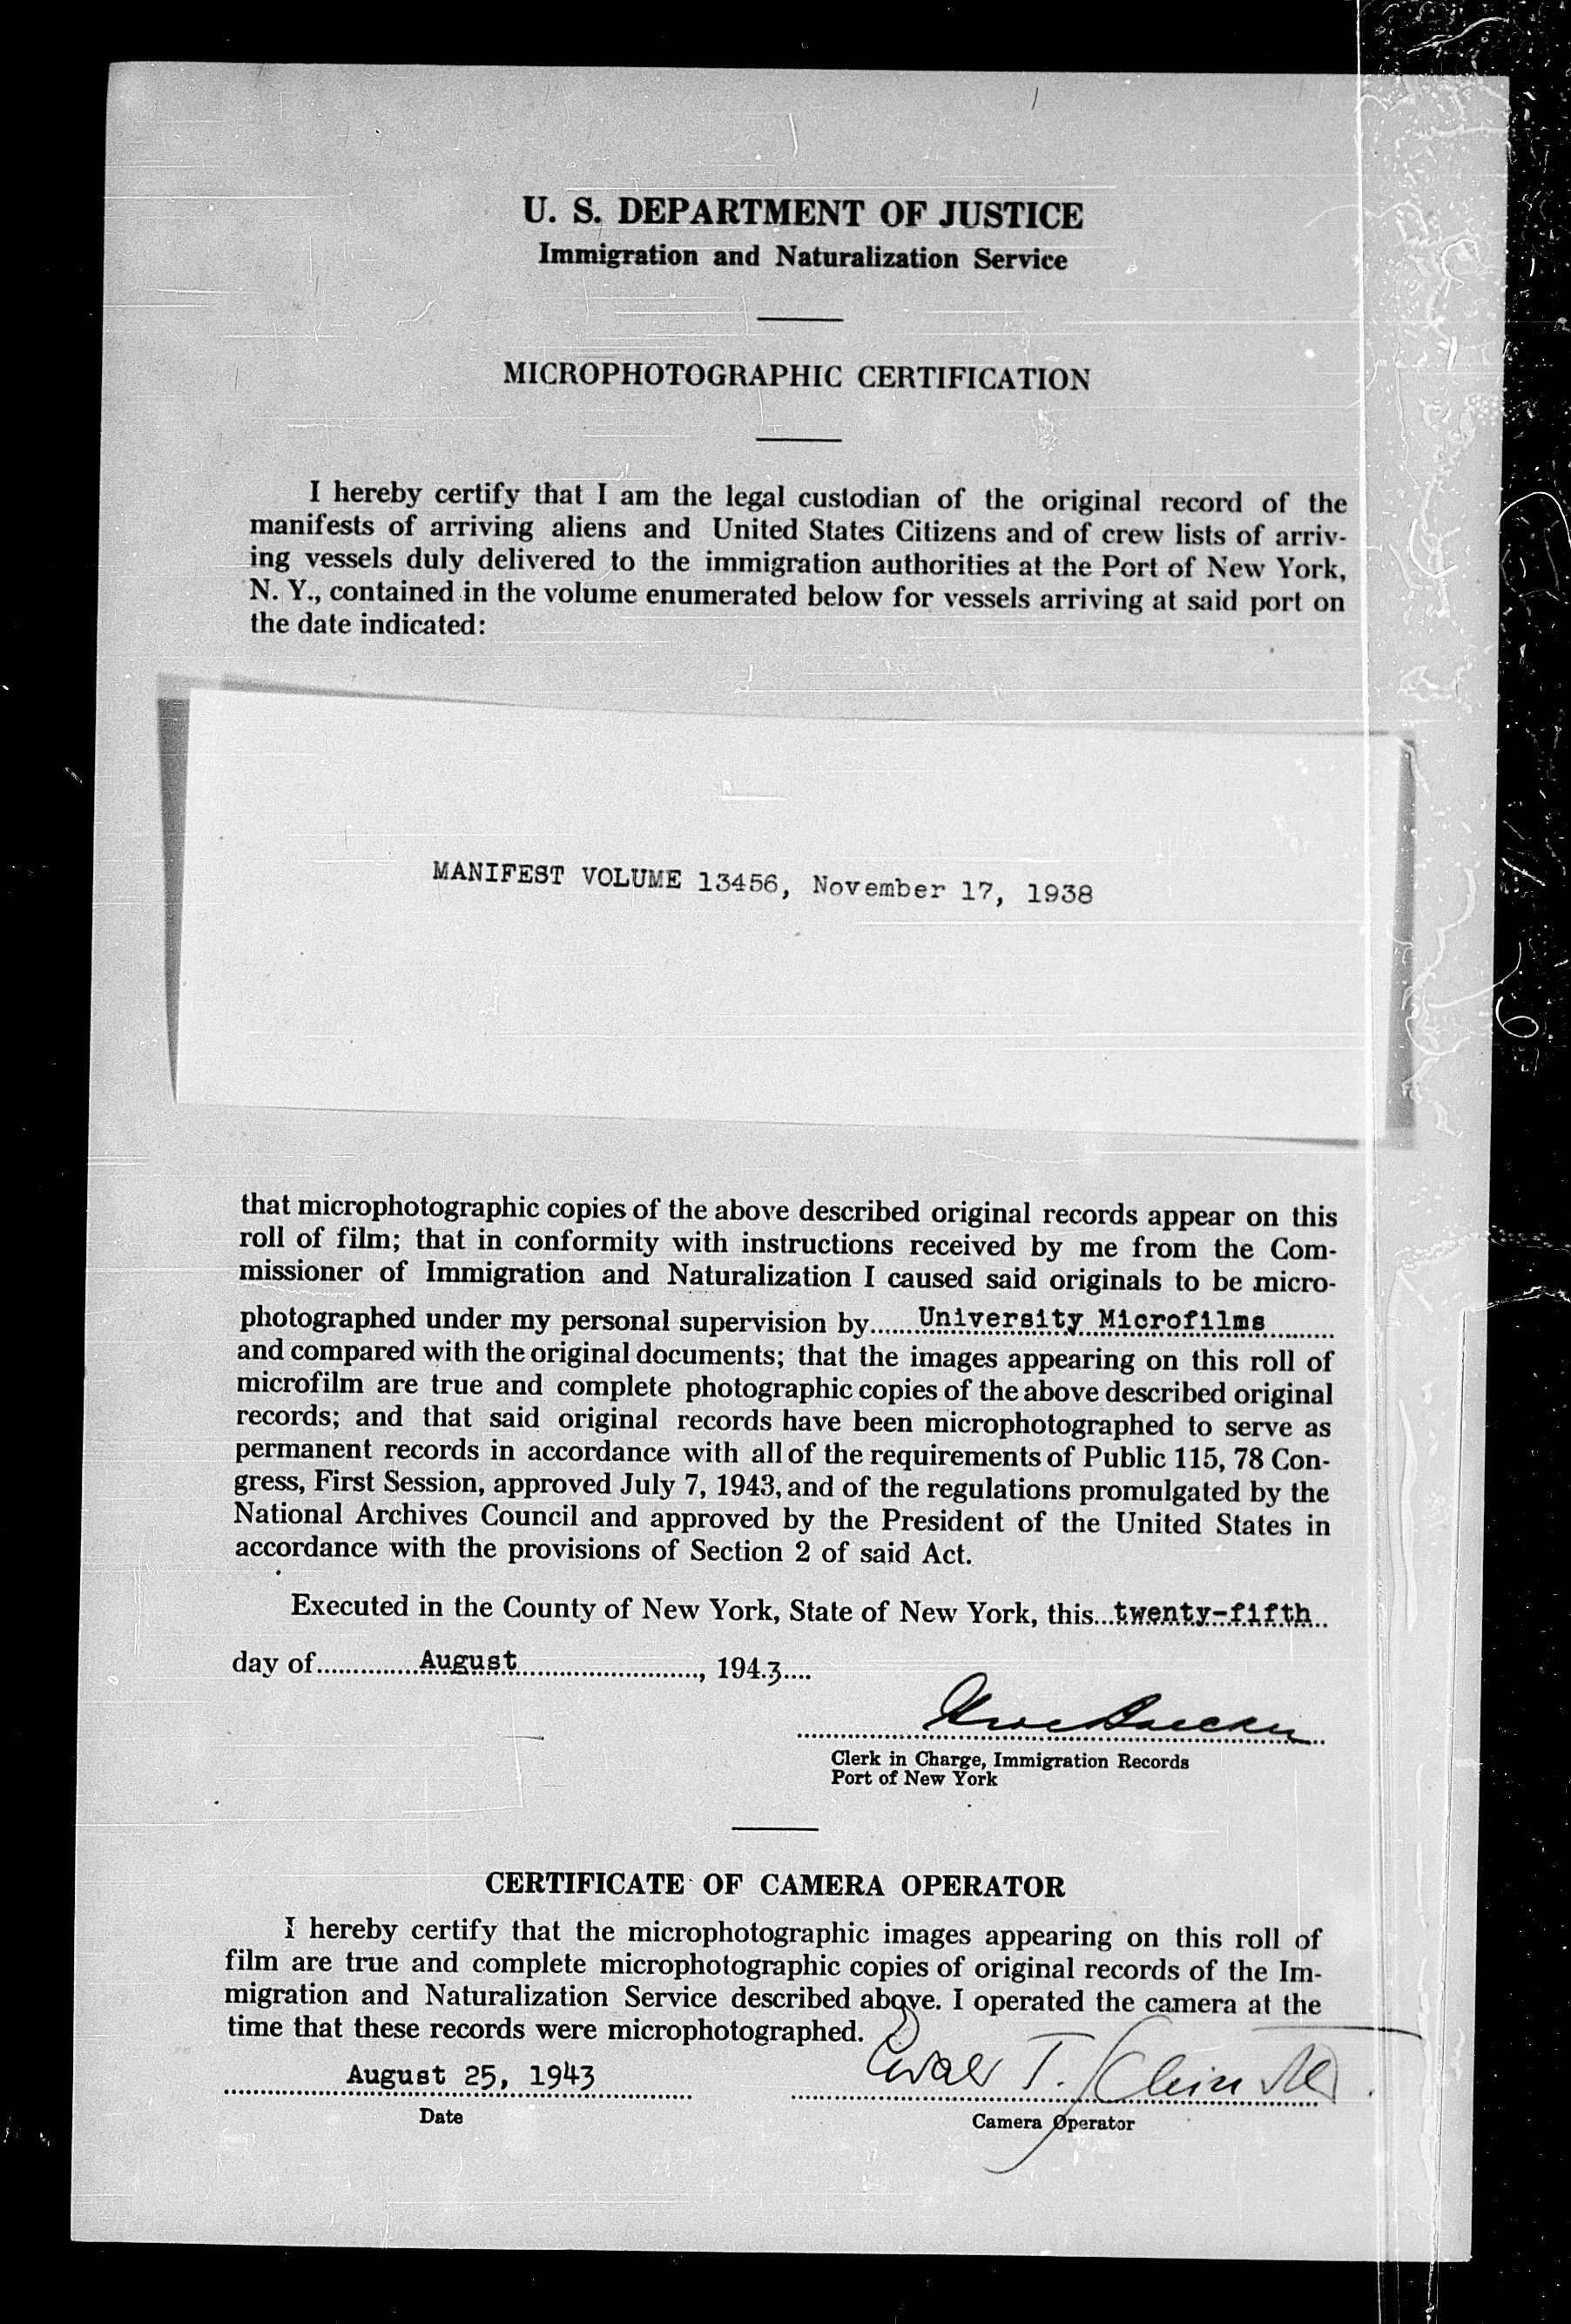 U. S. DEPARTMENT OF JUSTICE
Immigration and Naturalization Service
MICROPHOTOGRAPHIC CERTIFICATION
I hereby certify that I am the legal custodian of the original record of the
manifests of arriving aliens and United States Citizens and of crew lists of arriv-
ing vessels duly delivered to the immigration authorities at the Port of New York,
N. Y., contained in the volume enumerated below for vessels arriving at said port on
the date indicated:
MANIFEST VOLUME 13456, November 17, 1938
that microphotographic copies of the above described original records appear on this
roll of film; that in conformity with instructions received by me from the Com-
missioner of Immigration and Naturalization I caused said originals to be micro-
photographed under my personal supervision by University Microfilms
and compared with the original documents; that the images appearing on this roll of
microfilm are true and complete photographic copies of the above described original
records; and that said original records have been microphotographed to serve as
permanent records in accordance with all of the requirements of Public 115, 78 Con-
gress, First Session, approved July 7, 1943, and of the regulations promulgated by the
National Archives Council and approved by the President of the United States in
accordance with the provisions of Section 2 of said Act.
Executed in the County of New York, State of New York, this twenty-fifth
day of August, 1943
Clerk in Charge, Immigration Records
Port of New York
CERTIFICATE OF CAMERA OPERATOR
I hereby certify that the microphotographic images appearing on this roll of
film are true and complete microphotographic copies of original records of the Im-
migration and Naturalization Service described above. I operated the camera at the
time that these records were microphotographed.
August 25, 1943
Date
Camera Operator